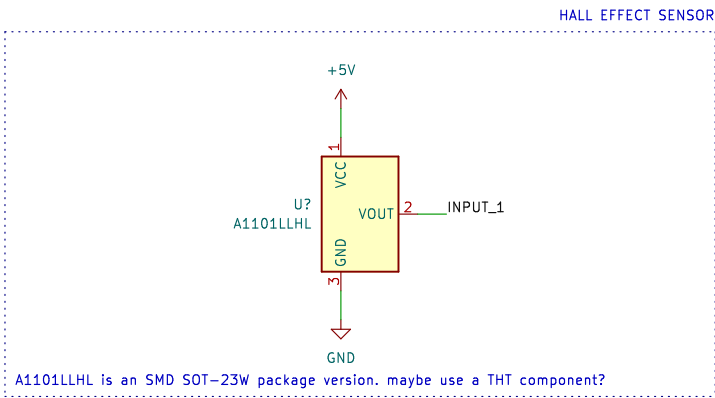 HALL EFFECT SENSOR
+5V
1
VCC
U?
A1101LLHL
VOUT
2
INPUT_1
GND
3
GND
A1101LLHL is an SMD SOT-23W package version. maybe use a THT component?